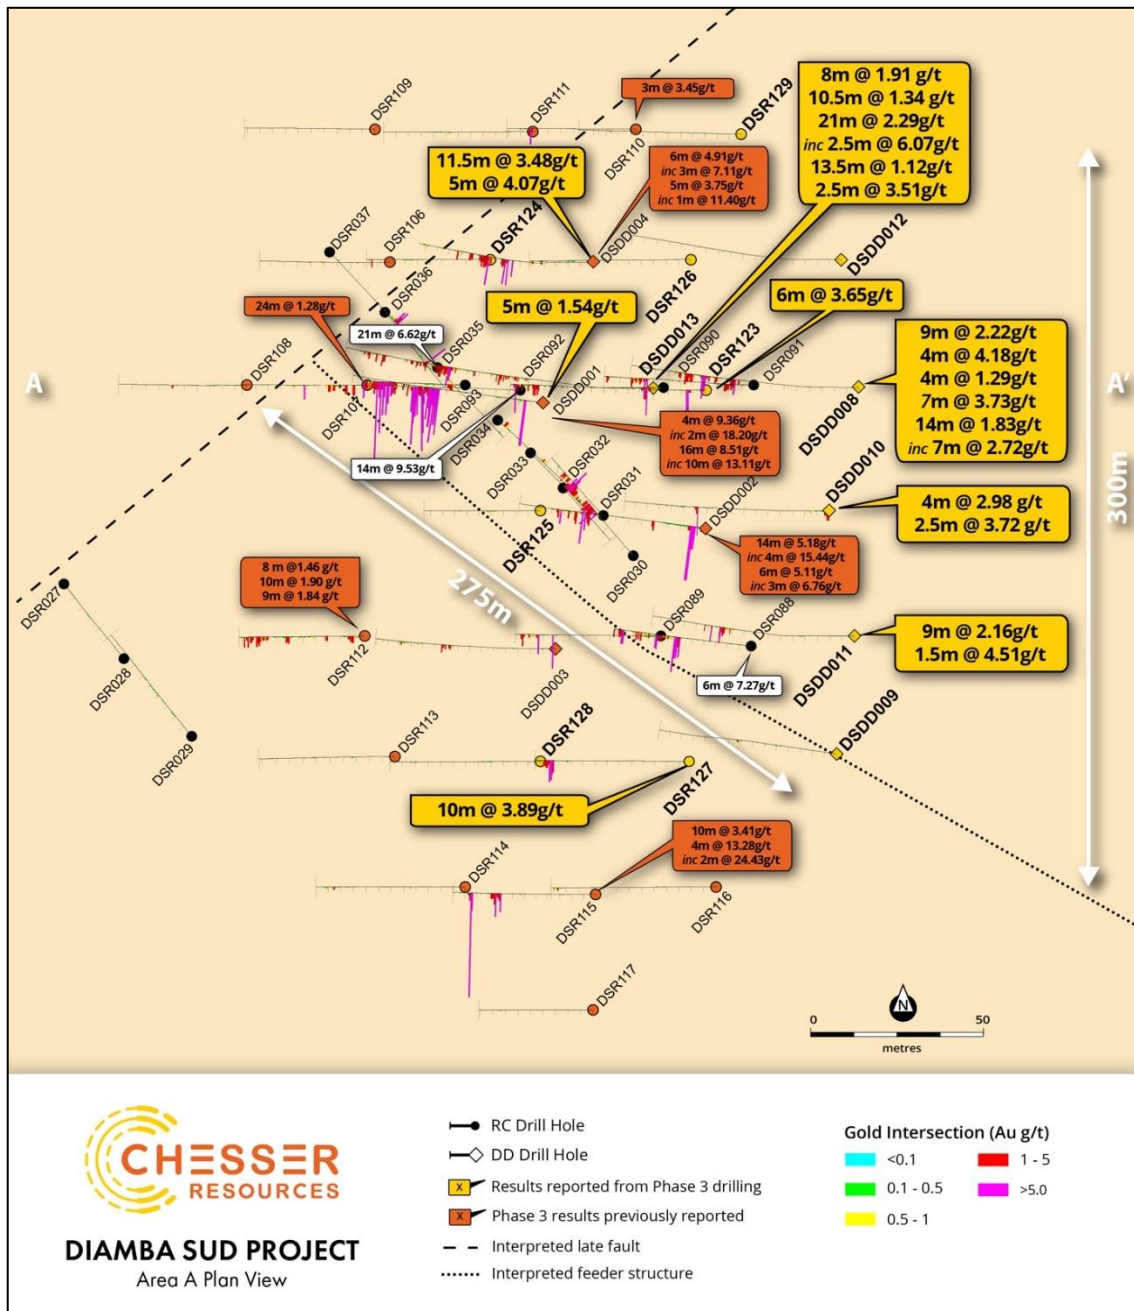 DSR109
DSR111
3m @ 3.45g/t
DSR110
DSR129
8m @ 1.91 g/t
10.5m @ 1.34 g/t
21m @ 2.29g/t
inc 2.5m @ 6.07g/t
13.5m @ 1.12g/t
2.5m @ 3.51g/t
11.5m @ 3.48g/t
5m @ 4.07g/t
6m @ 4.91g/t
inc 3m @ 7.11g/t
5m @ 3.75g/t
inc 1m @ 11.40g/t
DSR037
DSR106
DSR124
DSDD004
DSR126
DSDD012
DSR036
24m @ 1.28g/t
21m @ 6.62g/t
5m @ 1.54g/t
6m @ 3.65g/t
DSR035
DSR092
DSDD013
DSR090
DSR123
DSR091
9m @ 2.22g/t
4m @ 4.18g/t
4m @ 1.29g/t
7m @ 3.73g/t
14m @ 1.83g/t
inc 7m @ 2.72g/t
A
DSR108
DSR107
DSR093
DSDD001
DSDD008
A'
DSR034
14m @ 9.53g/t
4m @ 9.36g/t
inc 2m @ 18.20g/t
16m @ 8.51g/t
inc 10m @ 13.11g/t
DSR033
DSR032
DSR031
DSDD002
DSDD010
4m @ 2.98 g/t
2.5m @ 3.72 g/t
300m
DSR125
DSR030
14m @ 5.18g/t
inc 4m @ 15.44g/t
6m @ 5.11g/t
inc 3m @ 6.76g/t
8 m @1.46 g/t
10m @ 1.90 g/t
9m @ 1.84 g/t
275m
DSR027
DSR112
DSDD003
DSR089
DSR088
DSDD011
9m @ 2.16g/t
1.5m @ 4.51g/t
6m @ 7.27g/t
DSR028
DSR029
DSR113
DSR128
DSR127
DSDD009
10m @ 3.89g/t
10m @ 3.41g/t
4m @ 13.28g/t
inc 2m @ 24.43g/t
DSR114
DSR115
DSR116
DSR117
N
0
50
metres
CHESSER
RESOURCES
DIAMBA SUD PROJECT
Area A Plan View
RC Drill Hole
DD Drill Hole
X Results reported from Phase 3 drilling
X Phase 3 results previously reported
Interpreted late fault
Interpreted feeder structure
Gold Intersection (Au g/t)
<0.1
0.1 - 0.5
0.5 - 1
1 - 5
>5.0